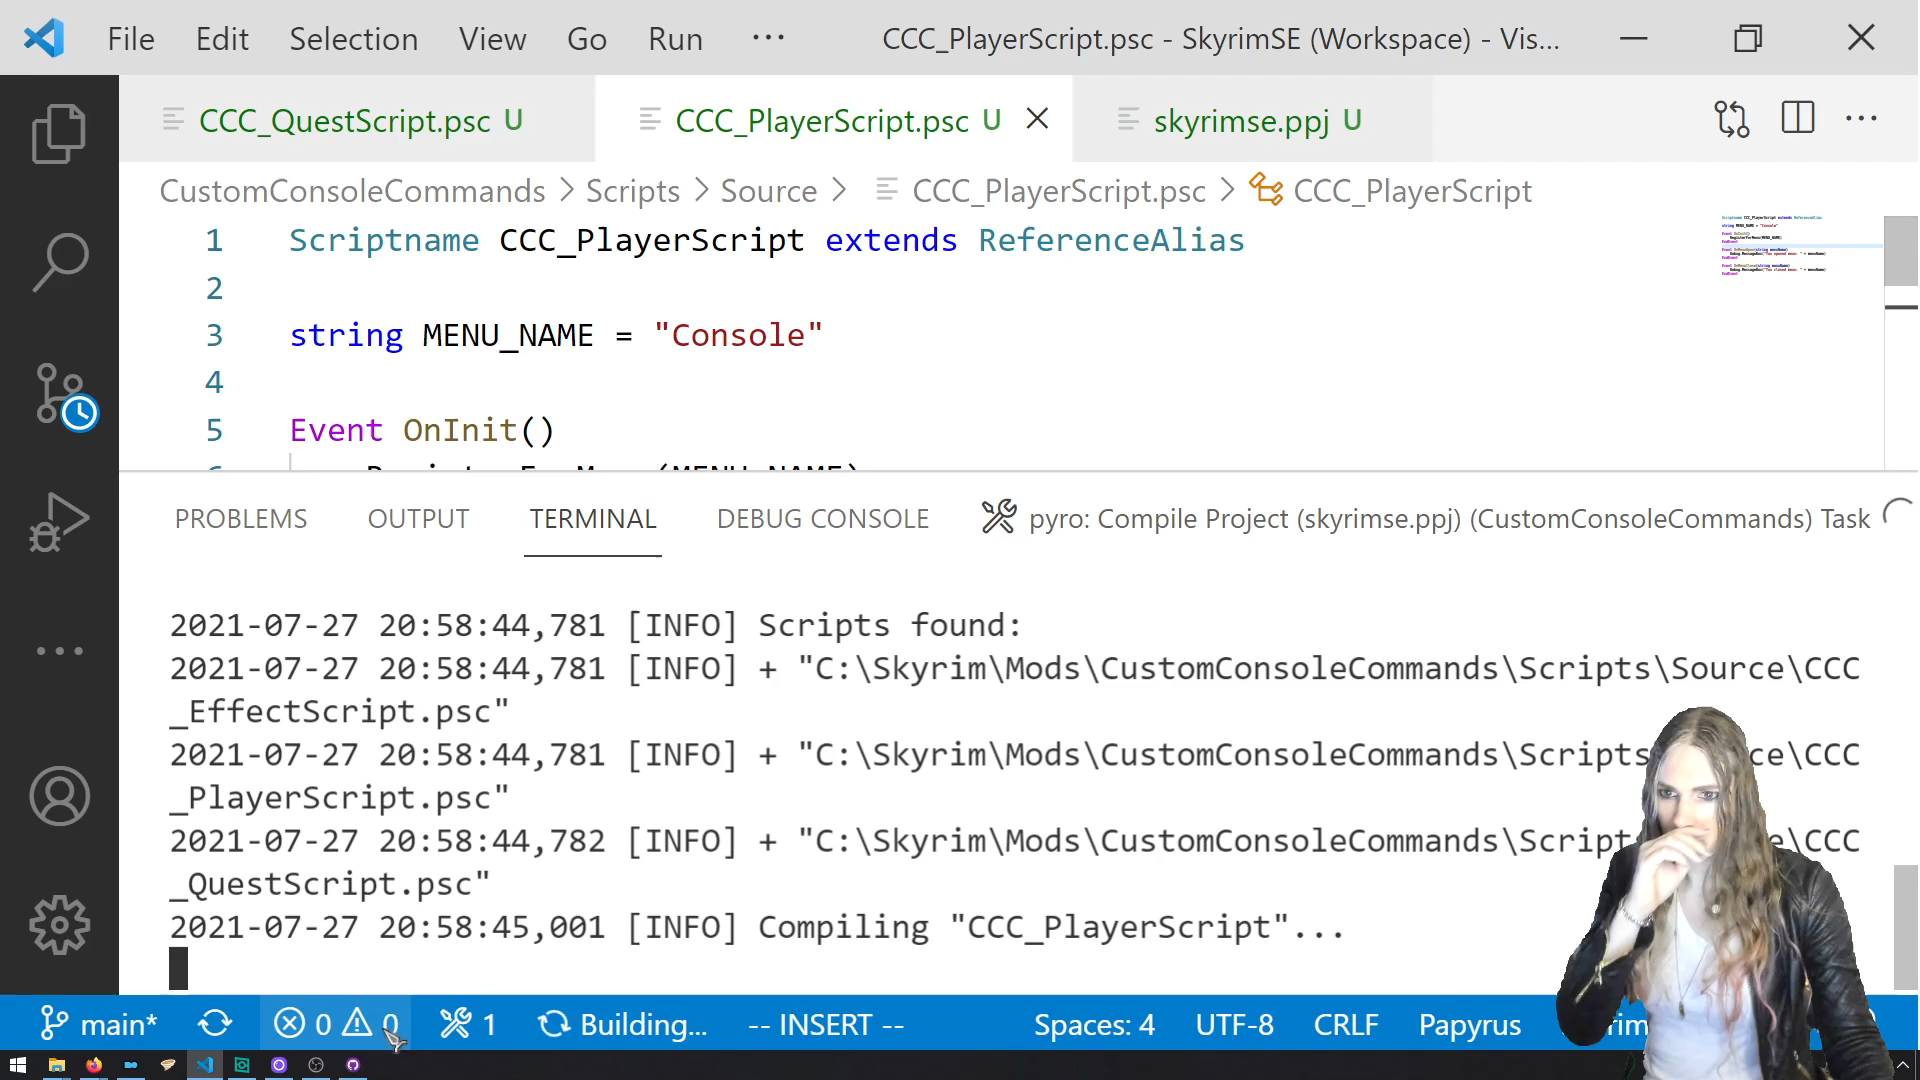 File Edit Selection View Go Run ··· CCC_PlayerScript.psc - SkyrimSE (Workspace) - Vis...
CCC_QuestScript.psc U CCC_PlayerScript.psc U skyrimse.ppj U
CustomConsoleCommands > Scripts > Source > CCC_PlayerScript.psc > CCC_PlayerScript
1 Scriptname CCC_PlayerScript extends ReferenceAlias
2
3 string MENU_NAME = "Console"
4
5 Event OnInit()
PROBLEMS OUTPUT TERMINAL DEBUG CONSOLE pyro: Compile Project (skyrimse.ppj) (CustomConsoleCommands) Task
2021-07-27 20:58:44,781 [INFO] Scripts found:
2021-07-27 20:58:44,781 [INFO] + "C:\Skyrim\Mods\CustomConsoleCommands\Scripts\Source\CCC
_EffectScript.psc"
2021-07-27 20:58:44,781 [INFO] + "C:\Skyrim\Mods\CustomConsoleCommands\Scripts ce\CCC
_PlayerScript.psc"
2021-07-27 20:58:44,782 [INFO] + "C:\Skyrim\Mods\CustomConsoleCommands\Script e\CCC
_QuestScript.psc"
2021-07-27 20:58:45,001 [INFO] Compiling "CCC_PlayerScript"...
main* 0 0 1 Building... -- INSERT -- Spaces: 4 UTF-8 CRLF Papyrus